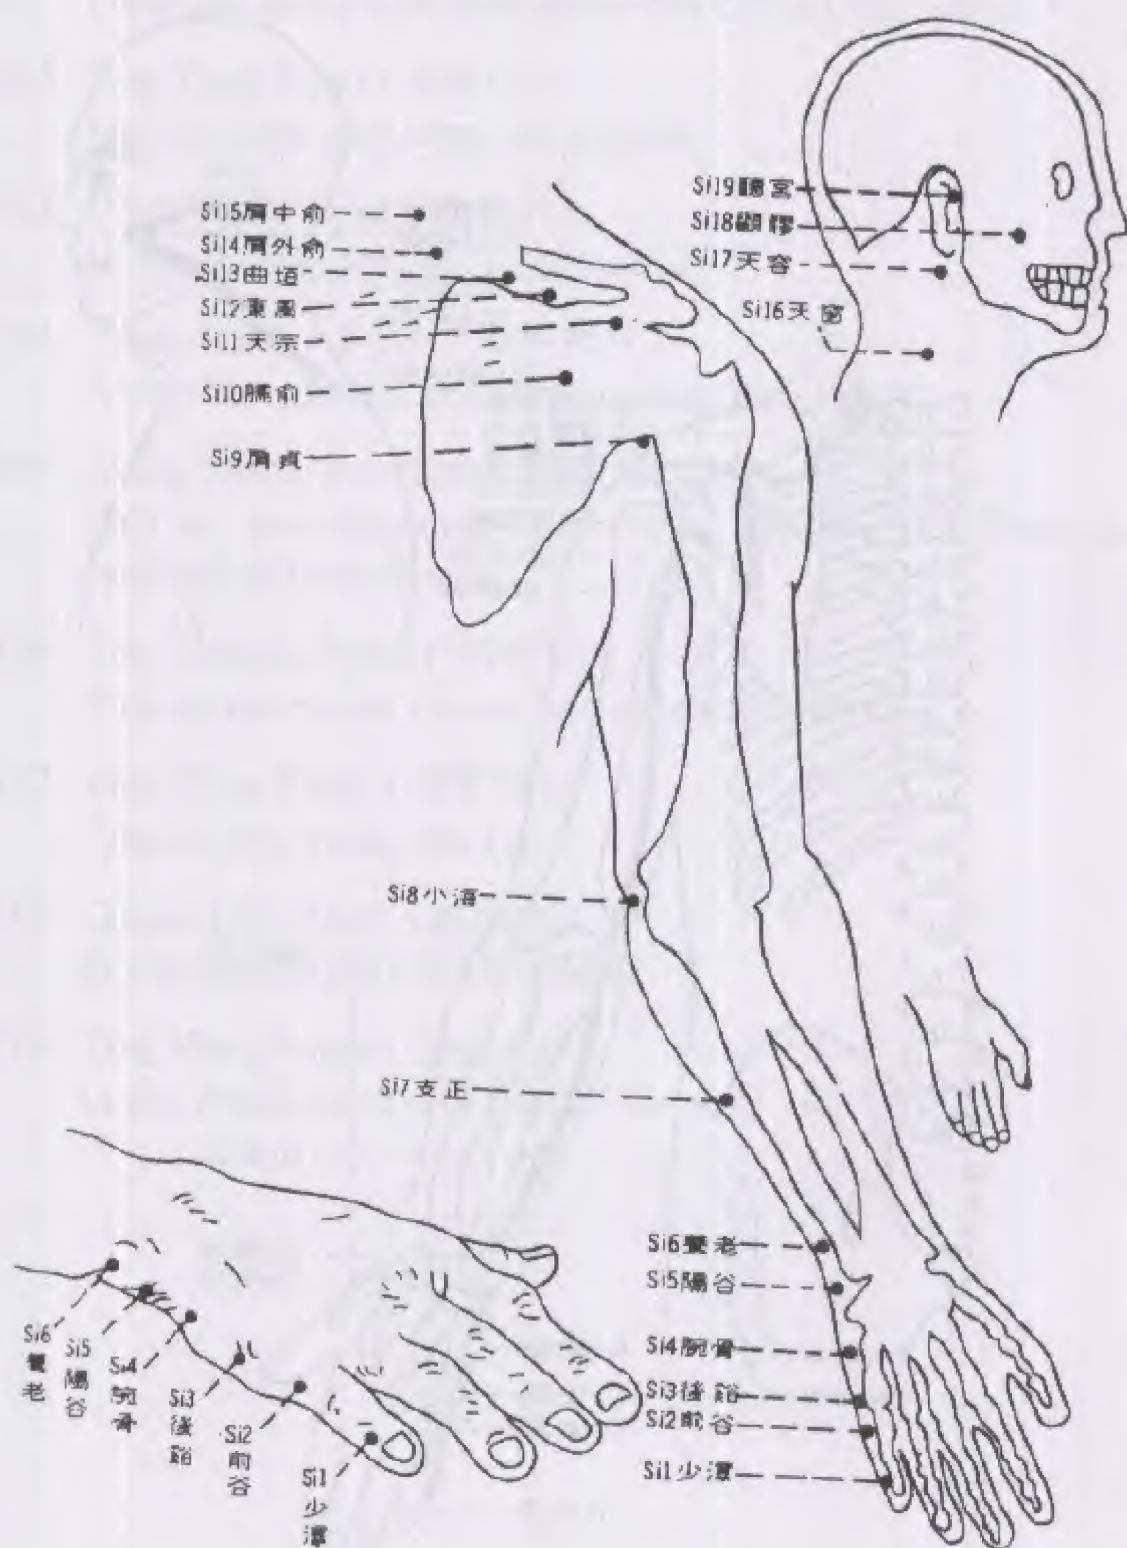 Si15肩中俞
Si14肩外俞
Si13曲垣
Si12秉風
Si11天宗
Si10臑俞
Si9肩貞
Si19聽宮
Si18顴髎
Si17天容
Si16天窗
Si8小海
Si7支正
Si6養老
Si5陽谷
Si4腕骨
Si3後谿
Si2前谷
Si1少澤
Si6
養
老
Si5
陽
谷
Si4
腕
骨
Si3
後
谿
Si2
前
谷
Si1
少
澤